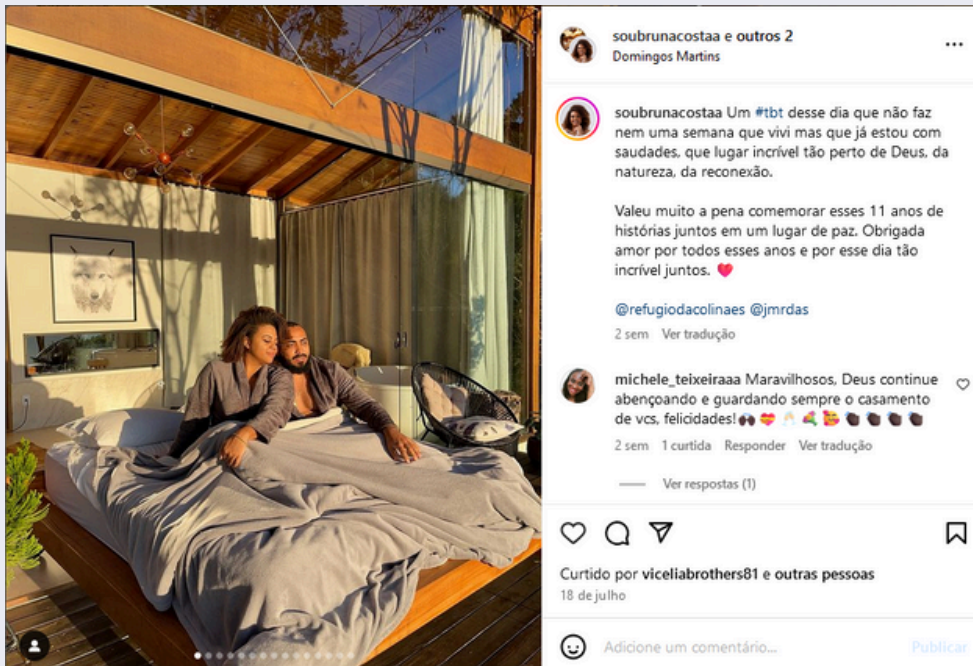 soubrunacostaa e outros 2
Domingos Martins
soubrunacostaa Um #tbt desse dia que não faz
nem uma semana que vivi mas que já estou com
saudades, que lugar incrível tão perto de Deus, da
natureza, da reconexão.
Valeu muito a pena comemorar esses 11 anos de
histórias juntos em um lugar de paz. Obrigada
amor por todos esses anos e por esse dia tão
incrível juntos. ❤️
@refugiodacolinaes @jmrdas
2 sem Ver tradução
michele_teixeiraaa Maravilhosos, Deus continue
abençoando e guardando sempre o casamento
de vcs, felicidades!
2 sem 1 curtida Responder Ver tradução
Ver respostas (1)
Curtido por viceliabrothers81 e outras pessoas
18 de julho
Adicione um comentário... Publicar